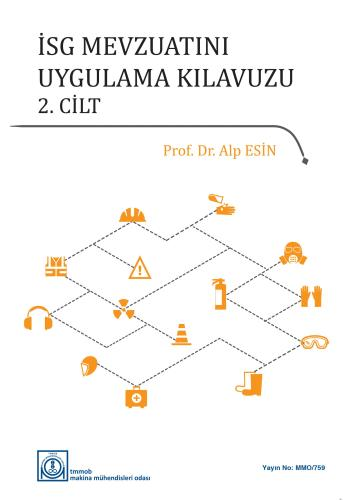 İSG MEVZUATINI
UYGULAMA KILAVUZU
2. CİLT
Prof. Dr. Alp ESİN
tmmob
makina mühendisleri odası
Yayın No: MMO/759